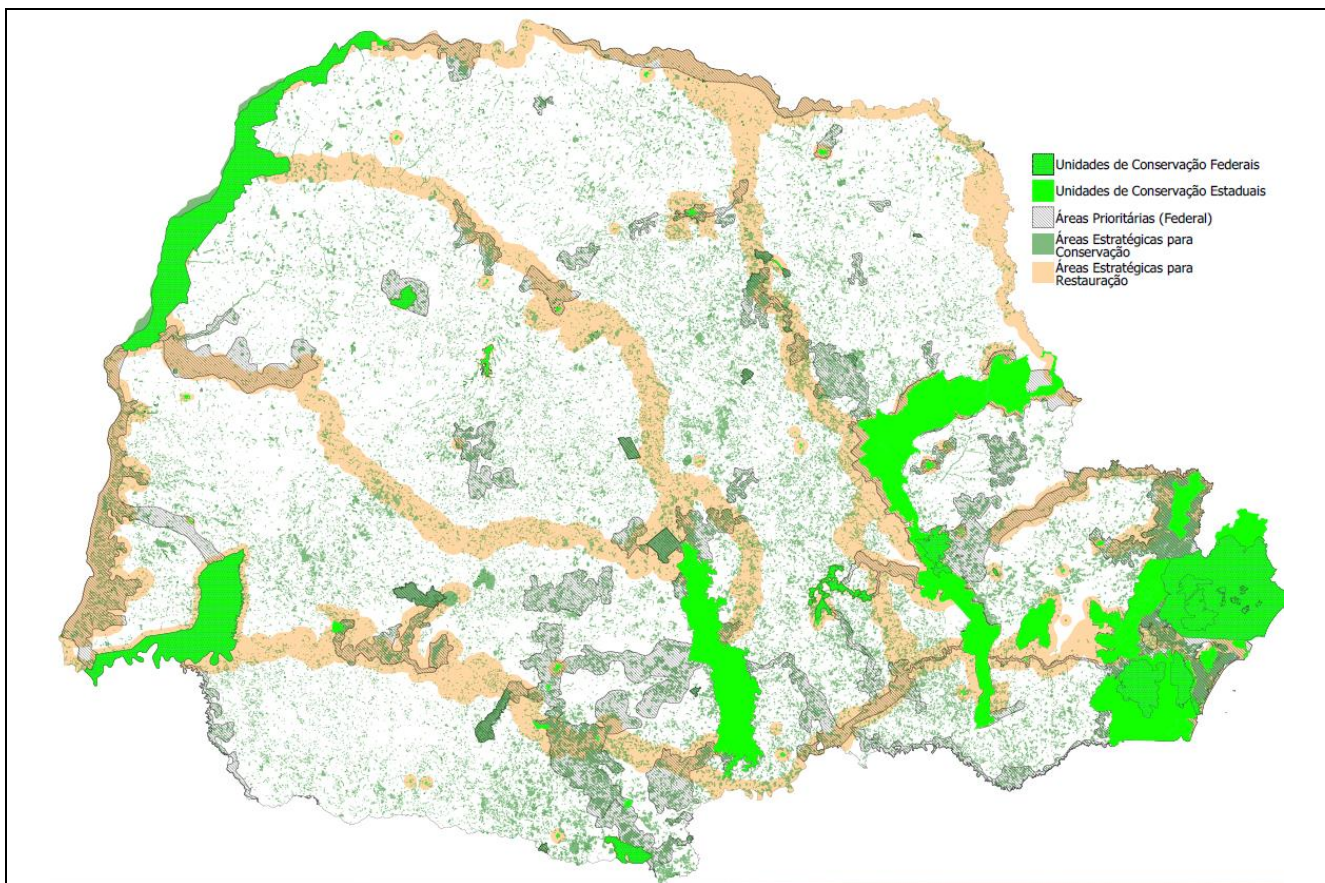 Unidades de Conservação Federais
Unidades de Conservação Estaduais
Áreas Prioritárias (Federal)
Áreas Estratégicas para
Conservação
Áreas Estratégicas para
Restauração